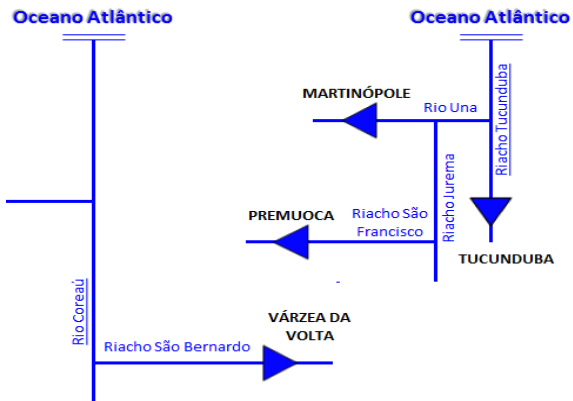 Oceano Atlântico
Oceano Atlântico
MARTINÓPOLE
Rio Una
Riacho Tucunduba
Riacho Jurema
PREMUOCA
Riacho São
Francisco
TUCUNDUBA
Rio Coreaú
VÁRZEA DA
VOLTA
Riacho São Bernardo